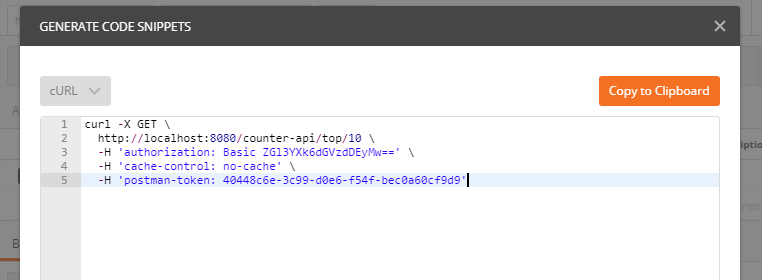 GENERATE CODE SNIPPETS
cURL
Copy to Clipboard
1 curl -X GET \
2 http://localhost:8080/counter-api/top/10 \
3 -H 'authorization: Basic ZGl3YXk6dGVzdDEyMw==' \
4 -H 'cache-control: no-cache' \
5 -H 'postman-token: 40448c6e-3c99-d0e6-f54f-bec0a60cf9d9'